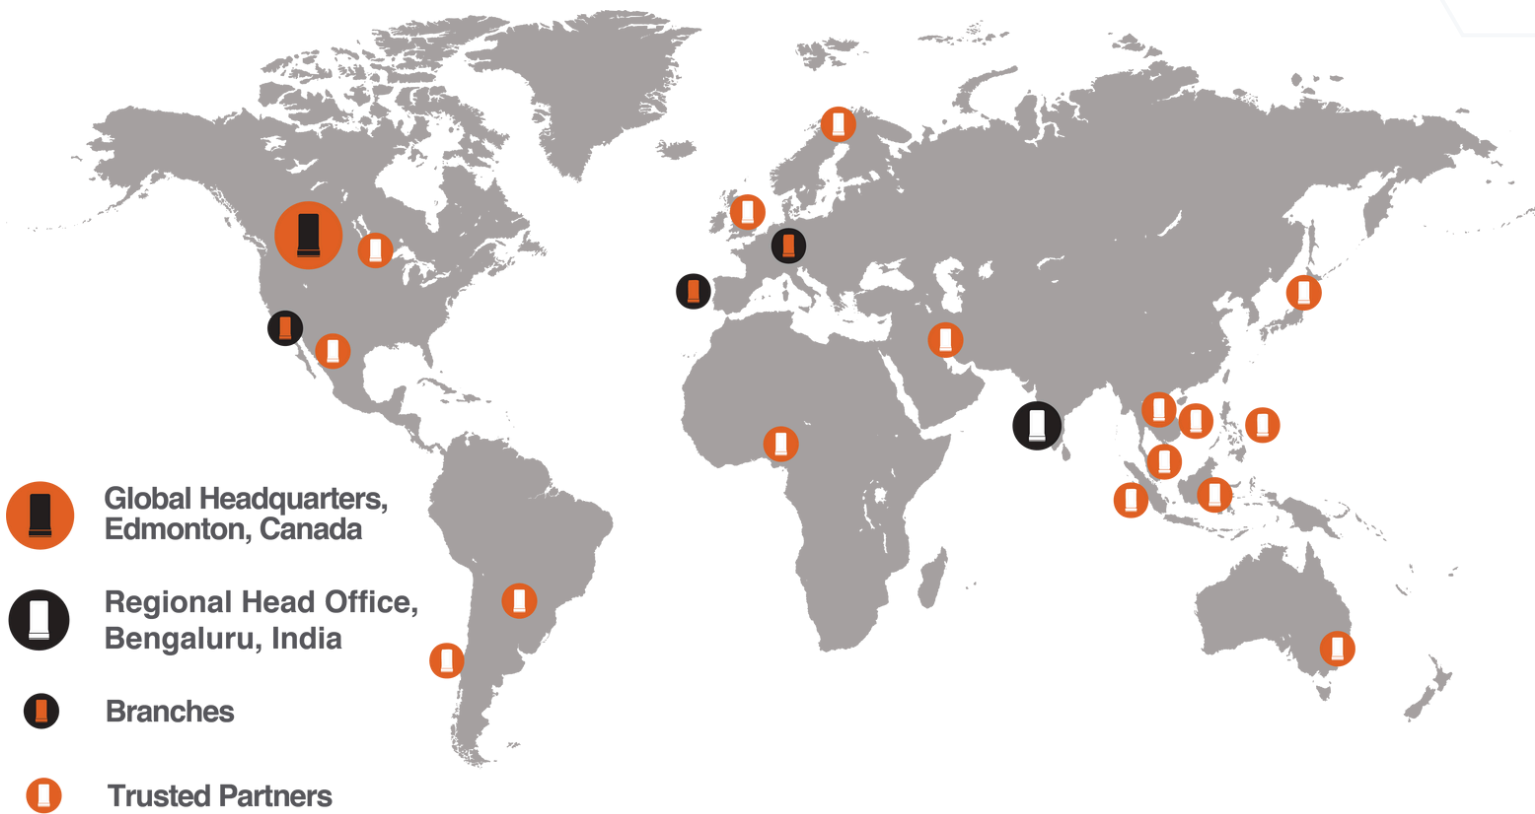 Global Headquarters,
Edmonton, Canada
Regional Head Office,
Bengaluru, India
Branches
Trusted Partners